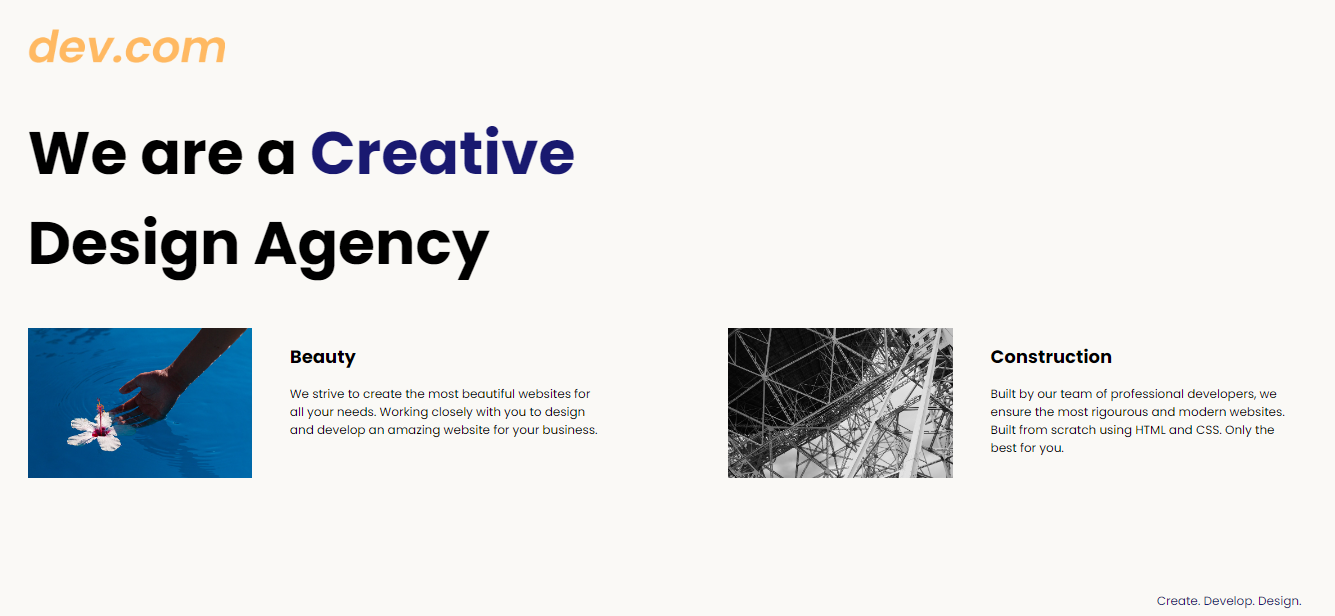 dev.com
We are a Creative
Design Agency
Beauty
We strive to create the most beautiful websites for
all your needs. Working closely with you to design
and develop an amazing website for your business.
Construction
Built by our team of professional developers, we
ensure the most rigourous and modern websites.
Built from scratch using HTML and CSS. Only the
best for you.
Create. Develop. Design.